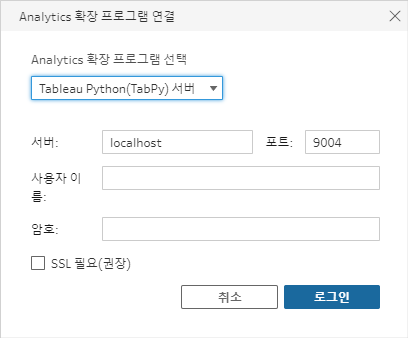 Analytics 확장 프로그램 연결
Analytics 확장 프로그램 선택
Tableau Python(TabPy) 서버
서버: localhost 포트: 9004
사용자 이
름:
암호:
SSL 필요(권장)
취소 로그인